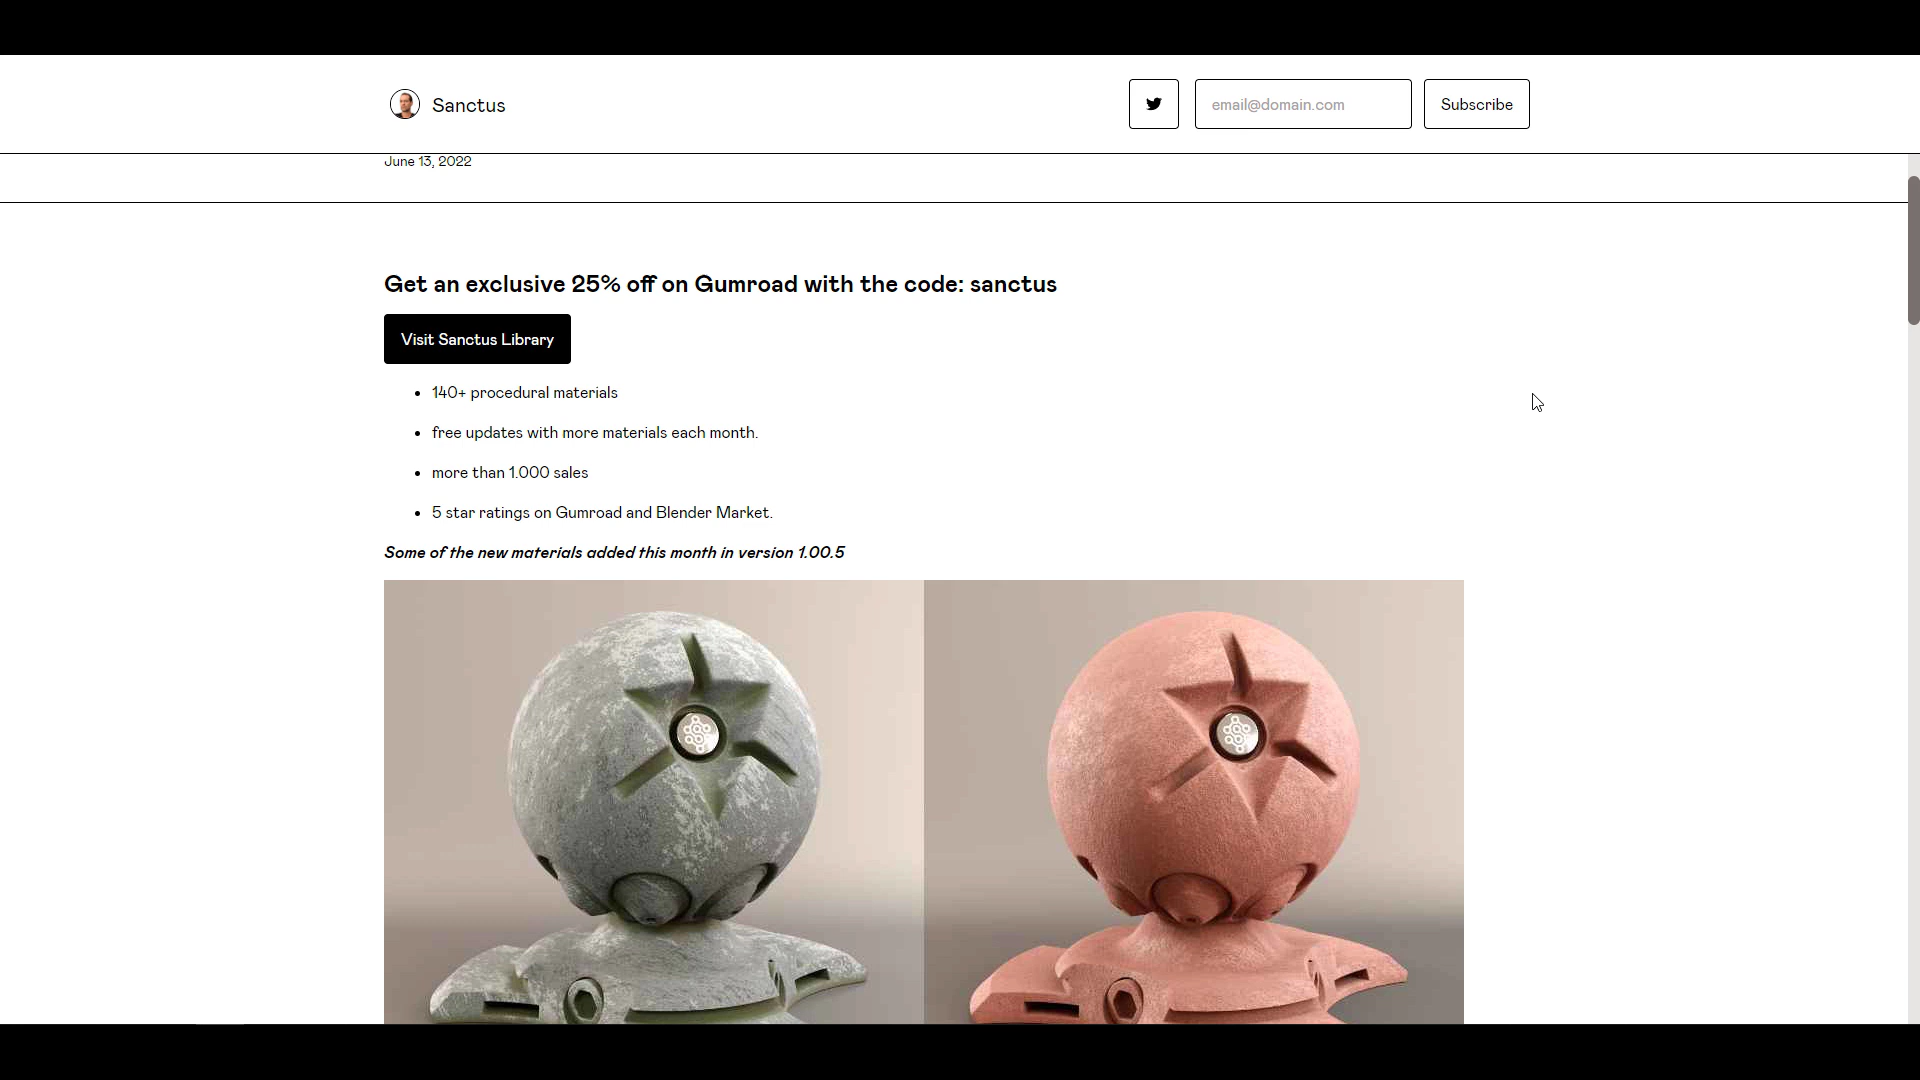 Sanctus
email@domain.com
Subscribe
June 13, 2022
Get an exclusive 25% off on Gumroad with the code: sanctus
Visit Sanctus Library
• 140+ procedural materials
• free updates with more materials each month.
• more than 1.000 sales
• 5 star ratings on Gumroad and Blender Market.
Some of the new materials added this month in version 1.00.5